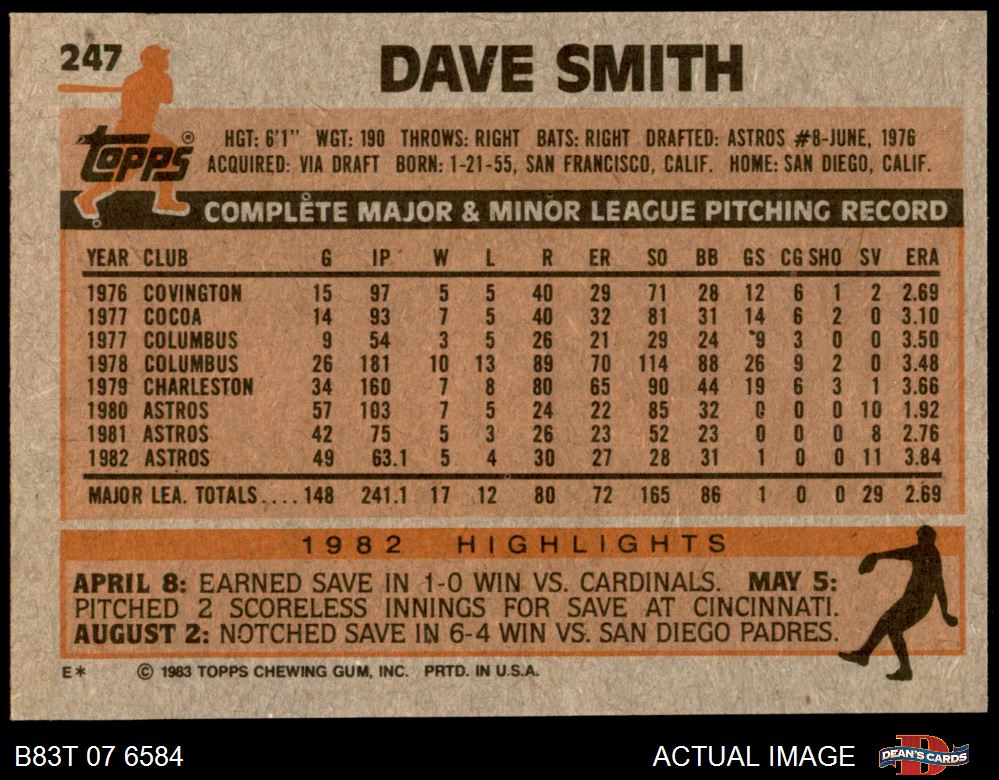 247
DAVE SMITH
Topps®
HGT: 6'1" WGT: 190 THROWS: RIGHT BATS: RIGHT DRAFTED: ASTROS #8-JUNE, 1976
ACQUIRED: VIA DRAFT BORN: 1-21-55, SAN FRANCISCO, CALIF. HOME: SAN DIEGO, CALIF.
COMPLETE MAJOR & MINOR LEAGUE PITCHING RECORD
YEAR CLUB G IP W L R ER SO BB GS CG SHO SV ERA
1976 COVINGTON 15 97 5 5 40 29 71 28 12 6 1 2 2.69
1977 COCOA 14 93 7 5 40 32 81 31 14 6 2 0 3.10
1977 COLUMBUS 9 54 3 5 26 21 29 24 9 3 0 0 3.50
1978 COLUMBUS 26 181 10 13 89 70 114 88 26 9 2 0 3.48
1979 CHARLESTON 34 160 7 8 80 65 90 44 19 6 3 1 3.66
1980 ASTROS 57 103 7 5 24 22 85 32 0 0 0 10 1.92
1981 ASTROS 42 75 5 3 26 23 52 23 0 0 0 8 2.76
1982 ASTROS 49 63.1 5 4 30 27 28 31 1 0 0 11 3.84
MAJOR LEA. TOTALS.... 148 241.1 17 12 80 72 165 86 1 0 0 29 2.69
1982 HIGHLIGHTS
APRIL 8: EARNED SAVE IN 1-0 WIN VS. CARDINALS. MAY 5:
PITCHED 2 SCORELESS INNINGS FOR SAVE AT CINCINNATI.
AUGUST 2: NOTCHED SAVE IN 6-4 WIN VS. SAN DIEGO PADRES.
E* © 1983 TOPPS CHEWING GUM, INC. PRTD. IN U.S.A.
B83T 07 6584 ACTUAL IMAGE DEAN'S CARDS